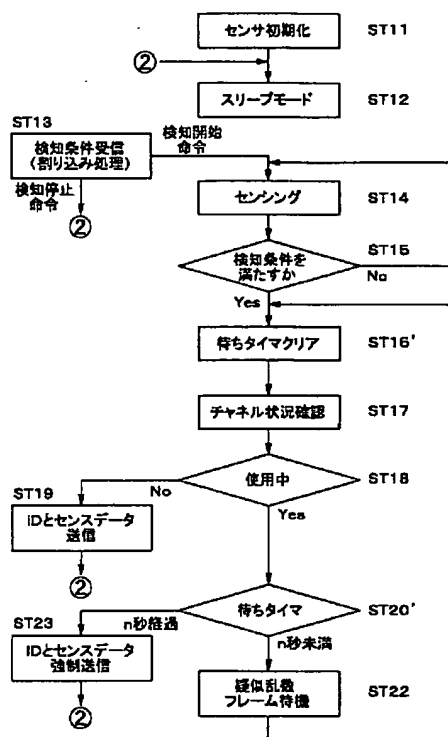 センサ初期化
ST11
②
スリープモード
ST12
ST13
検知条件受信
(割り込み処理)
検知開始
命令
検知停止
命令
②
センシング
ST14
検知条件を
満たすか
ST15
No
Yes
待ちタイマクリア
ST16'
チャネル状況確認
ST17
使用中
ST18
No
Yes
ST19
IDとセンスデータ
送信
②
待ちタイマ
ST20'
n秒経過
n秒未満
ST23
IDとセンスデータ
強制送信
②
疑似乱数
フレーム待機
ST22